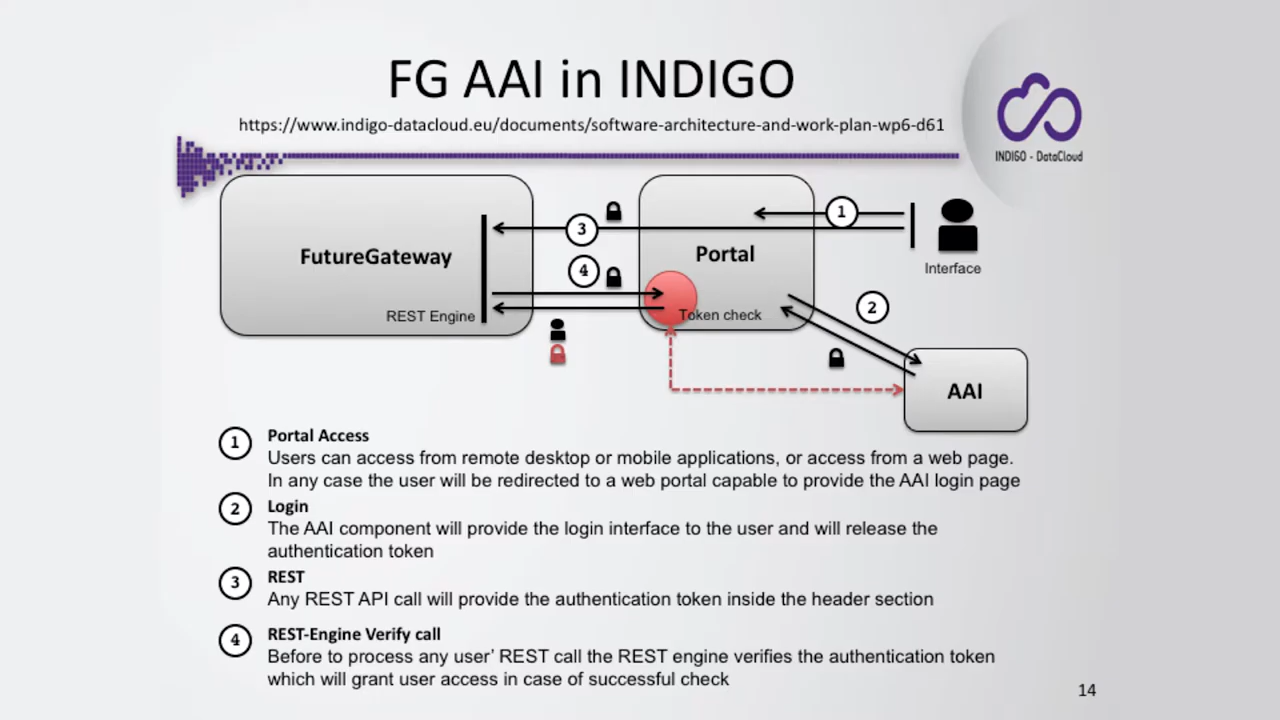 FG AAI in INDIGO
https://www.indigo-datacloud.eu/documents/software-architecture-and-work-plan-wp6-d61
INDIGO - DataCloud
1
3
FutureGateway
Portal
4
Interface
REST Engine
Token check
2
AAI
1
Portal Access
Users can access from remote desktop or mobile applications, or access from a web page.
In any case the user will be redirected to a web portal capable to provide the AAI login page
2
Login
The AAI component will provide the login interface to the user and will release the
authentication token
3
REST
Any REST API call will provide the authentication token inside the header section
4
REST-Engine Verify call
Before to process any user' REST call the REST engine verifies the authentication token
which will grant user access in case of successful check
14